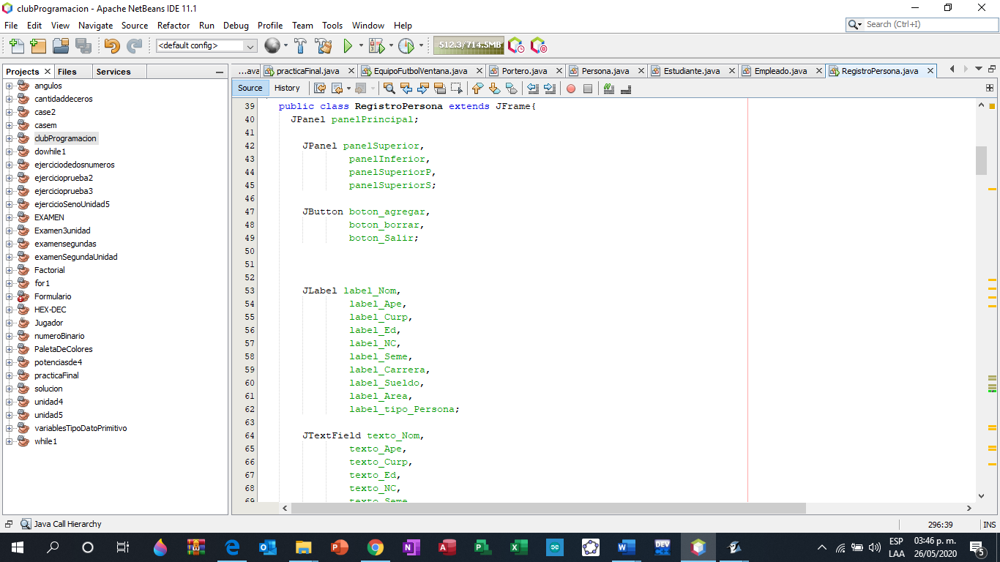 clubProgramacion - Apache NetBeans IDE 11.1
File Edit View Navigate Source Refactor Run Debug Profile Team Tools Window Help
Search (Ctrl+I)
<default config>
512.3/714.5MB
Projects Files Services
...ava practicaFinal.java EquipoFutbolVentana.java Portero.java Persona.java Estudiante.java Empleado.java RegistroPersona.java
Source History
angulos
cantidaddeceros
case2
casem
clubProgramacion
dowhile1
ejerciciodedosnumeros
ejercicioprueba2
ejercicioprueba3
ejercicioSenoUnidad5
EXAMEN
Examen3unidad
examensegundas
examenSegundaUnidad
Factorial
for1
Formulario
HEX-DEC
Jugador
numeroBinario
PaletaDeColores
potenciasde4
practicaFinal
solucion
unidad4
unidad5
variablesTipoDatoPrimitivo
while1
39 public class RegistroPersona extends JFrame{
40 JPanel panelPrincipal;
41
42 JPanel panelSuperior,
43 panelInferior,
44 panelSuperiorP,
45 panelSuperiorS;
46
47 JButton boton_agregar,
48 boton_borrar,
49 boton_Salir;
50
51
52
53 JLabel label_Nom,
54 label_Ape,
55 label_Curp,
56 label_Ed,
57 label_NC,
58 label_Seme,
59 label_Carrera,
60 label_Sueldo,
61 label_Area,
62 label_tipo_Persona;
63
64 JTextField texto_Nom,
65 texto_Ape,
66 texto_Curp,
67 texto_Ed,
68 texto_NC,
69 texto_Seme
Java Call Hierarchy
296:39 INS
ESP
LAA
03:46 p. m.
26/05/2020
5
DEV